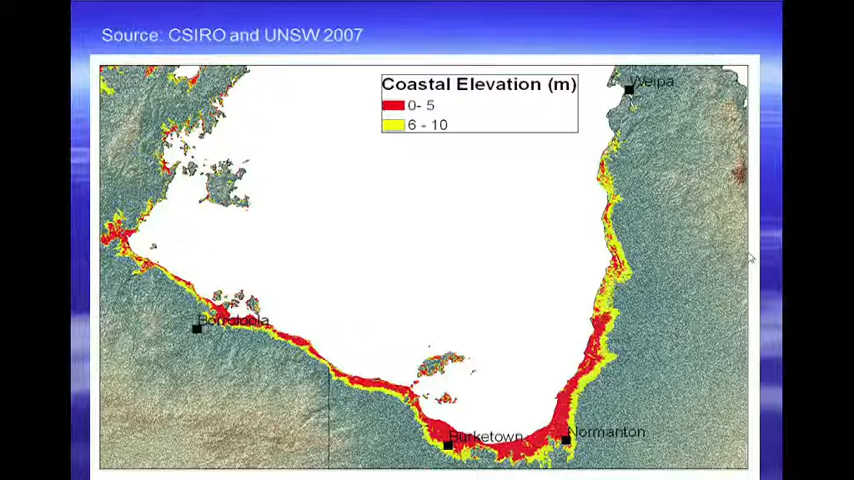 Source: CSIRO and UNSW 2007
Coastal Elevation (m)
0- 5
6 - 10
Weipa
Borroloola
Burketown
Normanton